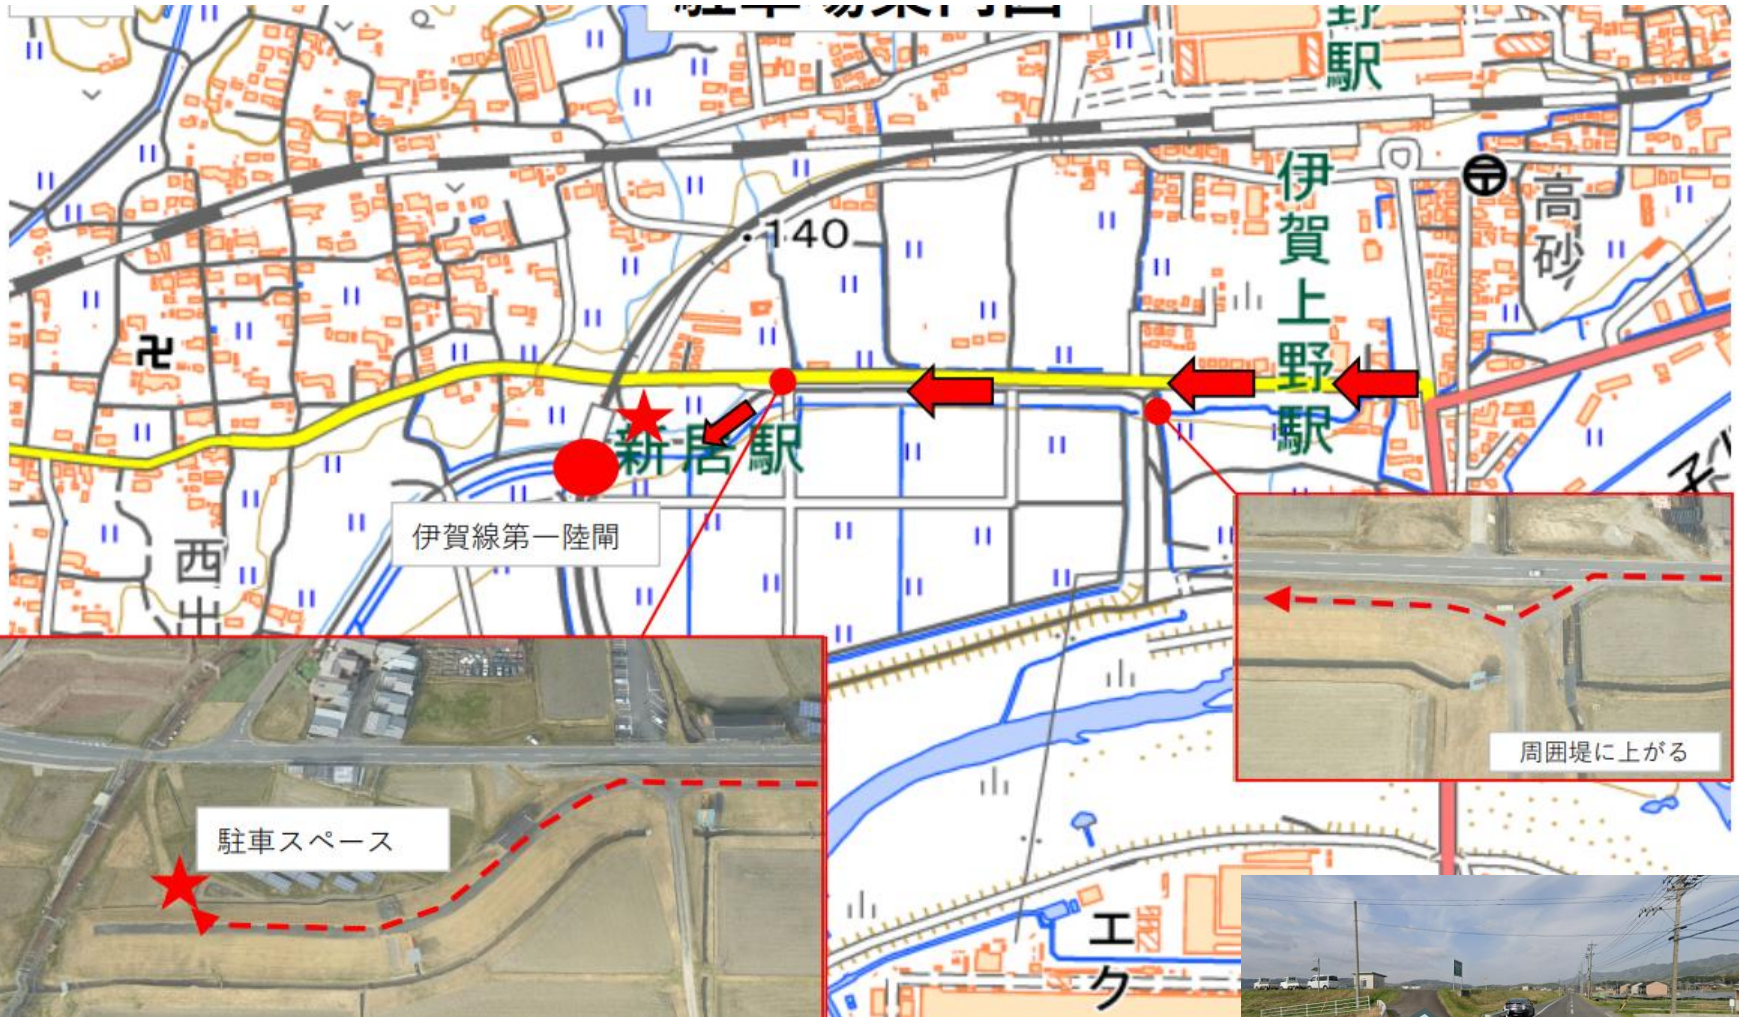 野駅
・140
伊賀上野駅
高砂
新居駅
伊賀線第一陸閘
西出
周囲堤に上がる
駐車スペース
エク